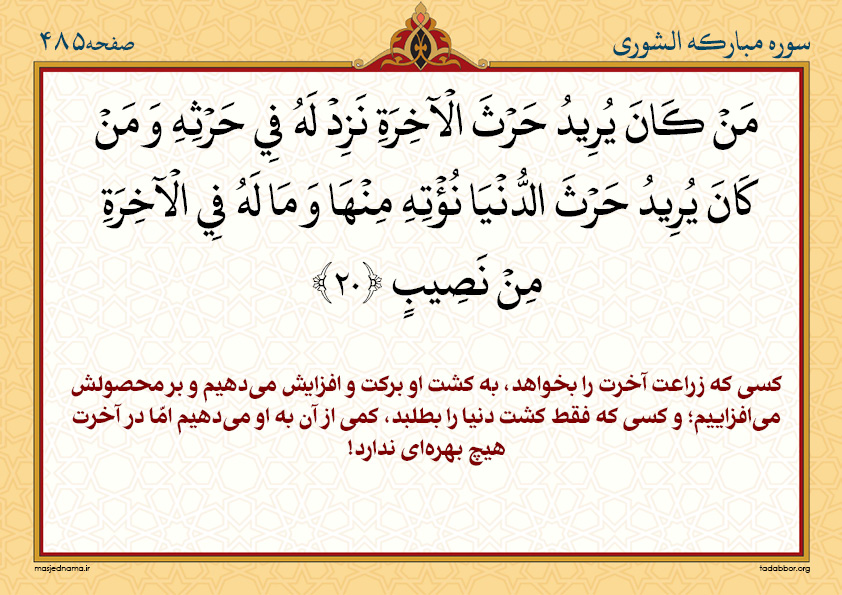 سوره مبارکه الشوری
صفحه۴۸۵
مَنْ كَانَ يُرِيدُ حَرْثَ الْآخِرَةِ نَزِدْ لَهُ فِي حَرْثِهِ وَ مَنْ
كَانَ يُرِيدُ حَرْثَ الدُّنْيَا نُؤْتِهِ مِنْهَا وَ مَا لَهُ فِي الْآخِرَةِ
مِنْ نَصِيبٍ ﴿٢٠﴾
کسی که زراعت آخرت را بخواهد، به کشت او برکت و افزایش می‌دهیم و بر محصولش
می‌افزاییم؛ و کسی که فقط کشت دنیا را بطلبد، کمی از آن به او می‌دهیم امّا در آخرت
هیچ بهره‌ای ندارد!
masjednama.ir
tadabbor.org